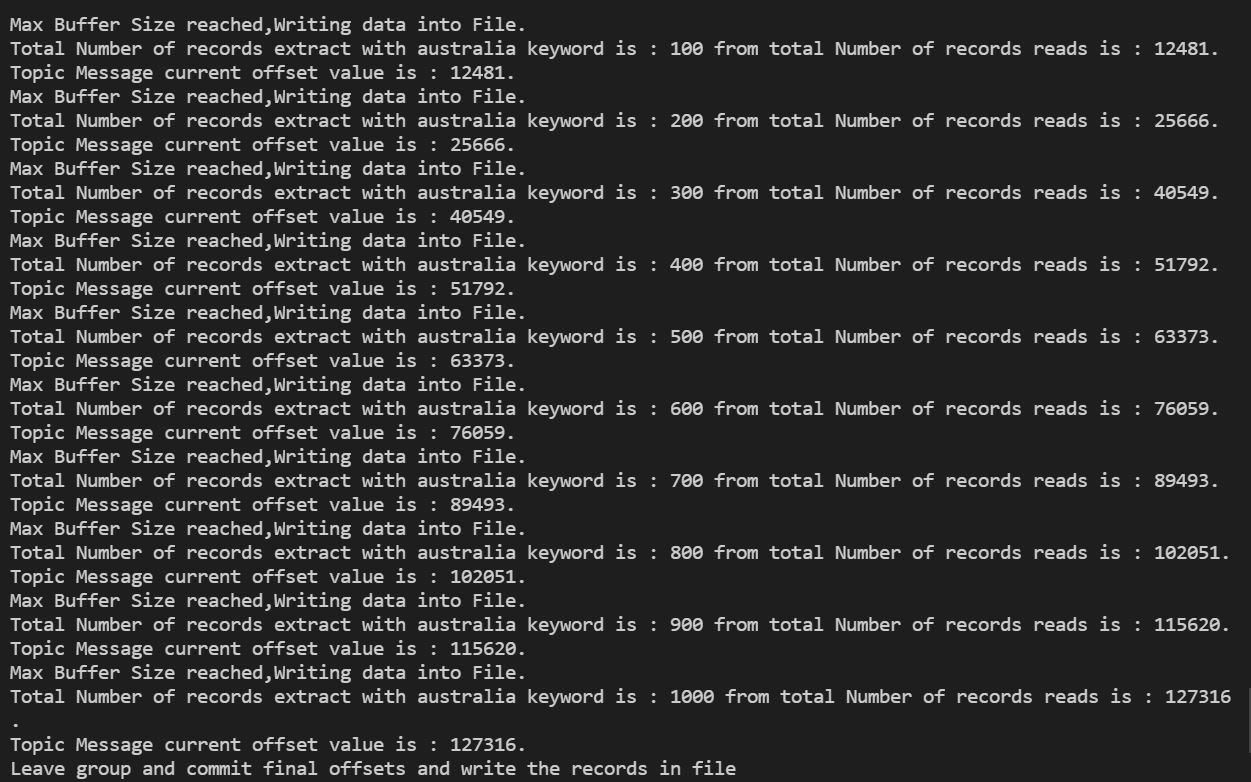 Max Buffer Size reached,Writing data into File.
Total Number of records extract with australia keyword is : 100 from total Number of records reads is : 12481.
Topic Message current offset value is : 12481.
Max Buffer Size reached,Writing data into File.
Total Number of records extract with australia keyword is : 200 from total Number of records reads is : 25666.
Topic Message current offset value is : 25666.
Max Buffer Size reached,Writing data into File.
Total Number of records extract with australia keyword is : 300 from total Number of records reads is : 40549.
Topic Message current offset value is : 40549.
Max Buffer Size reached,Writing data into File.
Total Number of records extract with australia keyword is : 400 from total Number of records reads is : 51792.
Topic Message current offset value is : 51792.
Max Buffer Size reached,Writing data into File.
Total Number of records extract with australia keyword is : 500 from total Number of records reads is : 63373.
Topic Message current offset value is : 63373.
Max Buffer Size reached,Writing data into File.
Total Number of records extract with australia keyword is : 600 from total Number of records reads is : 76059.
Topic Message current offset value is : 76059.
Max Buffer Size reached,Writing data into File.
Total Number of records extract with australia keyword is : 700 from total Number of records reads is : 89493.
Topic Message current offset value is : 89493.
Max Buffer Size reached,Writing data into File.
Total Number of records extract with australia keyword is : 800 from total Number of records reads is : 102051.
Topic Message current offset value is : 102051.
Max Buffer Size reached,Writing data into File.
Total Number of records extract with australia keyword is : 900 from total Number of records reads is : 115620.
Topic Message current offset value is : 115620.
Max Buffer Size reached,Writing data into File.
Total Number of records extract with australia keyword is : 1000 from total Number of records reads is : 127316
.
Topic Message current offset value is : 127316.
Leave group and commit final offsets and write the records in file